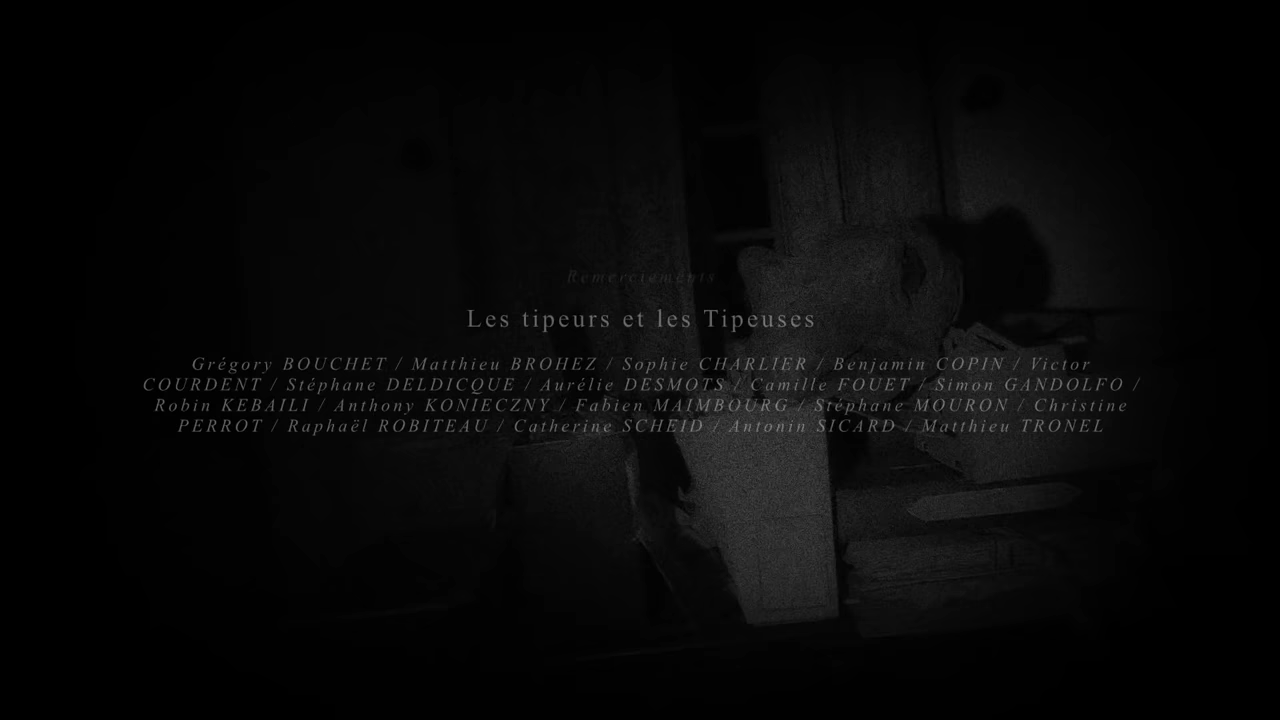 Remerciements
Les tipeurs et les Tipeuses
Grégory BOUCHET / Matthieu BROHEZ / Sophie CHARLIER / Benjamin COPIN / Victor
COURDENT / Stéphane DELDICQUE / Aurélie DESMOTS / Camille FOUET / Simon GANDOLFO /
Robin KEBAILI / Anthony KONIECZNY / Fabien MAIMBOURG / Stéphane MOURON / Christine
PERROT / Raphaël ROBITEAU / Catherine SCHEID / Antonin SICARD / Matthieu TRONEL